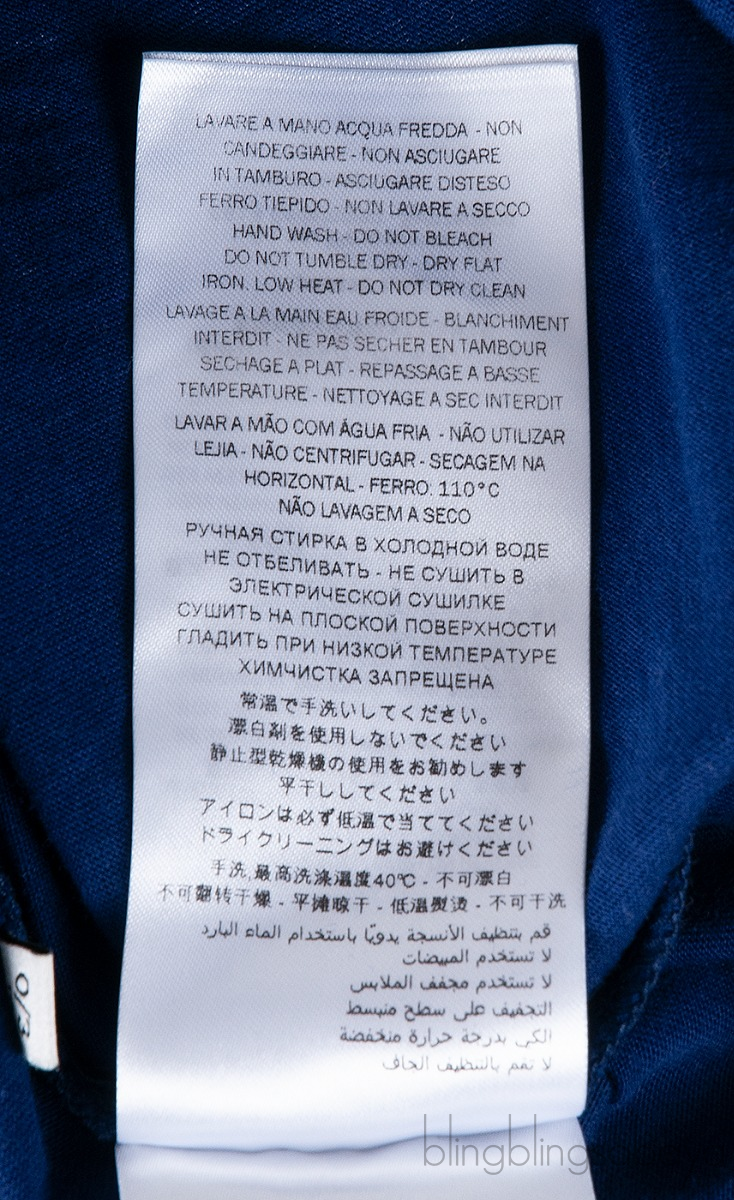 LAVARE A MANO ACQUA FREDDA - NON
CANDEGGIARE - NON ASCIUGARE
IN TAMBURO - ASCIUGARE DISTESO
FERRO TIEPIDO - NON LAVARE A SECCO
HAND WASH - DO NOT BLEACH
DO NOT TUMBLE DRY - DRY FLAT
IRON. LOW HEAT - DO NOT DRY CLEAN
LAVAGE A LA MAIN EAU FROIDE - BLANCHIMENT
INTERDIT - NE PAS SECHER EN TAMBOUR
SECHAGE A PLAT - REPASSAGE A BASSE
TEMPERATURE - NETTOYAGE A SEC INTERDIT
LAVAR A MÃO COM ÁGUA FRIA - NÃO UTILIZAR
LEJIA - NÃO CENTRIFUGAR - SECAGEM NA
HORIZONTAL - FERRO: 110°C
NÃO LAVAGEM A SECO
РУЧНАЯ СТИРКА В ХОЛОДНОЙ ВОДЕ
НЕ ОТБЕЛИВАТЬ - НЕ СУШИТЬ В
ЭЛЕКТРИЧЕСКОЙ СУШИЛКЕ
СУШИТЬ НА ПЛОСКОЙ ПОВЕРХНОСТИ
ГЛАДИТЬ ПРИ НИЗКОЙ ТЕМПЕРАТУРЕ
ХИМЧИСТКА ЗАПРЕЩЕНА
常温で手洗いしてください。
漂白剤を使用しないでください
静止型乾燥機の使用をお勧めします
平干ししてください
アイロンは必ず低温で当ててください
ドライクリーニングはお避けください
手洗,最高洗涤温度40℃ - 不可漂白
不可翻转干燥 - 平摊晾干 - 低温熨烫 - 不可干洗
قم بتنظيف الأنسجة يدويًا باستخدام الماء البارد
لا تستخدم المبيضات
لا تستخدم مجفف الملابس
التجفيف على سطح منبسط
الكي بدرجة حرارة منخفضة
لا تقم بالتنظيف الجاف
0/3
blingbling